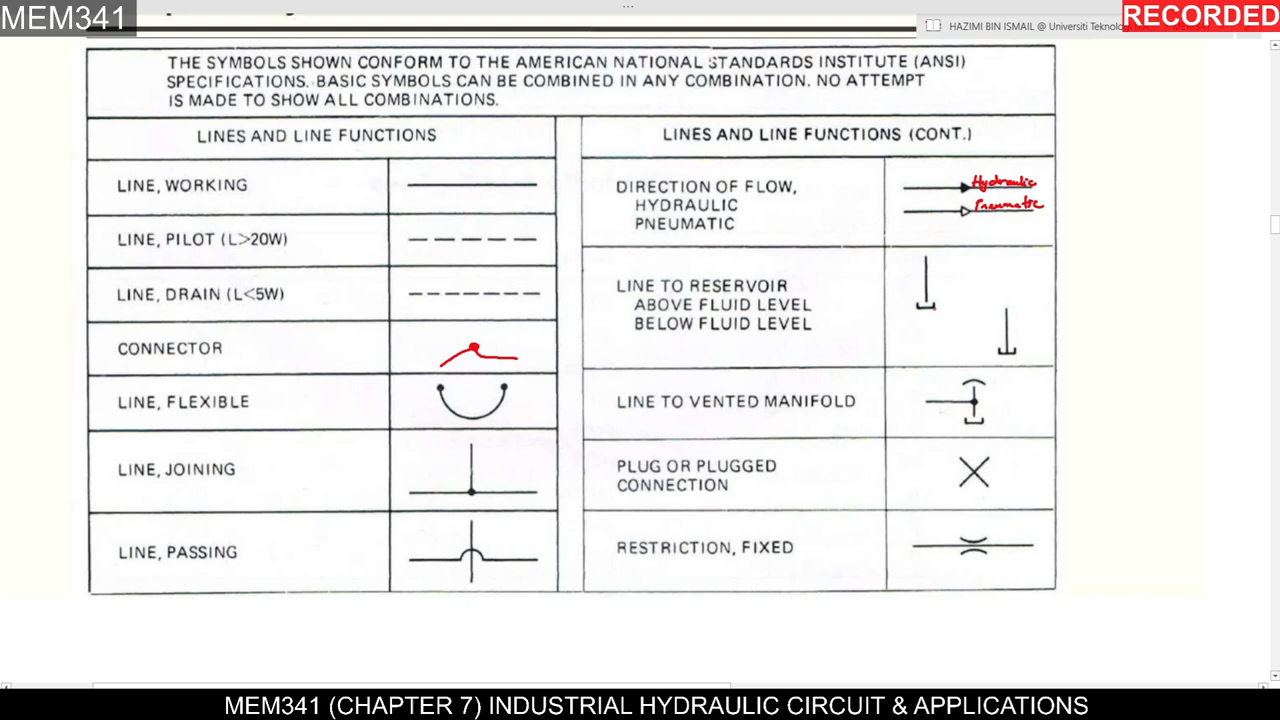 MEM341
RECORDED
HAZIMI BIN ISMAIL @ Universiti Teknologi
THE SYMBOLS SHOWN CONFORM TO THE AMERICAN NATIONAL STANDARDS INSTITUTE (ANSI)
SPECIFICATIONS. BASIC SYMBOLS CAN BE COMBINED IN ANY COMBINATION. NO ATTEMPT
IS MADE TO SHOW ALL COMBINATIONS.
LINES AND LINE FUNCTIONS
LINE, WORKING
LINE, PILOT (L>20W)
LINE, DRAIN (L<5W)
CONNECTOR
LINE, FLEXIBLE
LINE, JOINING
LINE, PASSING
LINES AND LINE FUNCTIONS (CONT.)
DIRECTION OF FLOW,
HYDRAULIC
PNEUMATIC
Hydraulic
Pneumatic
LINE TO RESERVOIR
ABOVE FLUID LEVEL
BELOW FLUID LEVEL
LINE TO VENTED MANIFOLD
PLUG OR PLUGGED
CONNECTION
RESTRICTION, FIXED
MEM341 (CHAPTER 7) INDUSTRIAL HYDRAULIC CIRCUIT & APPLICATIONS